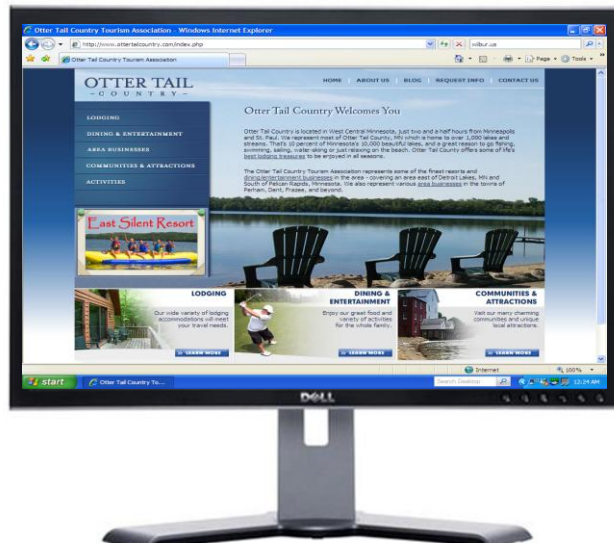 Otter Tail Country Tourism Association - Windows Internet Explorer
http://www.ottertailcountry.com/index.php
wilbur.us
Otter Tail Country Tourism Association
Page
Tools
OTTER TAIL
- COUNTRY -
HOME ABOUT US BLOG REQUEST INFO CONTACT US
LODGING
DINING & ENTERTAINMENT
AREA BUSINESSES
COMMUNITIES & ATTRACTIONS
ACTIVITIES
East Silent Resort
Otter Tail Country Welcomes You
Otter Tail Country is located in West Central Minnesota, just two and a half hours from Minneapolis
and St. Paul. We represent most of Otter Tail County, MN which is home to over 1,000 lakes and
streams. That's 10 percent of Minnesota's 10,000 beautiful lakes, and a great reason to go fishing,
swimming, sailing, water-skiing or just relaxing on the beach. Otter Tail County offers some of life's
best lodging treasures to be enjoyed in all seasons.
The Otter Tail Country Tourism Association represents some of the finest resorts and
dining/entertainment businesses in the area - covering an area east of Detroit Lakes, MN and
South of Pelican Rapids, Minnesota. We also represent various area businesses in the towns of
Perham, Dent, Frazee, and beyond.
LODGING
Our wide variety of lodging
accommodations will meet
your travel needs.
LEARN MORE
DINING &
ENTERTAINMENT
Enjoy our great food and
variety of activities
for the whole family.
LEARN MORE
COMMUNITIES &
ATTRACTIONS
Visit our many charming
communities and unique
local attractions.
LEARN MORE
Internet
100%
start
Otter Tail Country To...
Search Desktop
12:24 AM
DELL